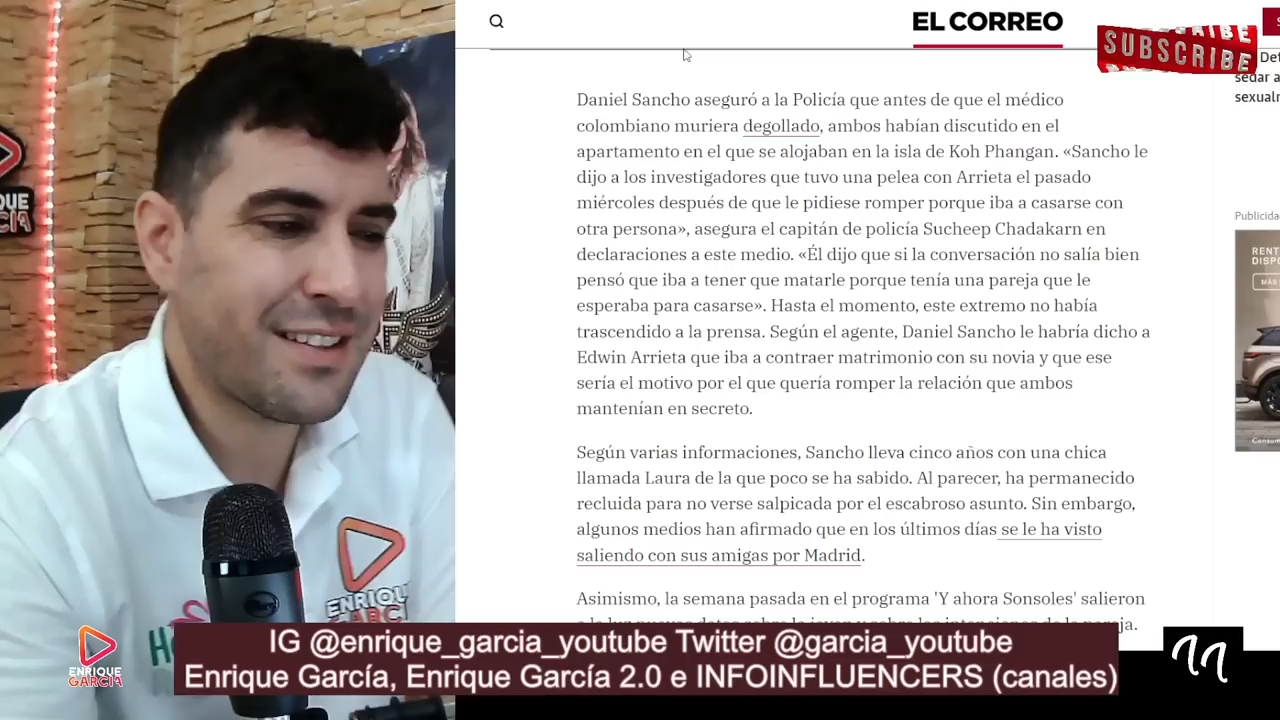 EL CORREO
SUBSCRIBE
Daniel Sancho aseguró a la Policía que antes de que el médico
colombiano muriera degollado, ambos habían discutido en el
apartamento en el que se alojaban en la isla de Koh Phangan. «Sancho le
dijo a los investigadores que tuvo una pelea con Arrieta el pasado
miércoles después de que le pidiese romper porque iba a casarse con
otra persona», asegura el capitán de policía Sucheep Chadakarn en
declaraciones a este medio. «Él dijo que si la conversación no salía bien
pensó que iba a tener que matarle porque tenía una pareja que le
esperaba para casarse». Hasta el momento, este extremo no había
trascendido a la prensa. Según el agente, Daniel Sancho le habría dicho a
Edwin Arrieta que iba a contraer matrimonio con su novia y que ese
sería el motivo por el que quería romper la relación que ambos
mantenían en secreto.
Según varias informaciones, Sancho lleva cinco años con una chica
llamada Laura de la que poco se ha sabido. Al parecer, ha permanecido
recluida para no verse salpicada por el escabroso asunto. Sin embargo,
algunos medios han afirmado que en los últimos días se le ha visto
saliendo con sus amigas por Madrid.
Asimismo, la semana pasada en el programa 'Y ahora Sonsoles' salieron
Det
sedar a
sexualm
Publicida
RENT
DISPO
MÁS
Consum
ENRIQUE
GARCIA
IG @enrique_garcia_youtube Twitter @garcia_youtube
Enrique García, Enrique García 2.0 e INFOINFLUENCERS (canales)
ENRIQUE
GARCÍA